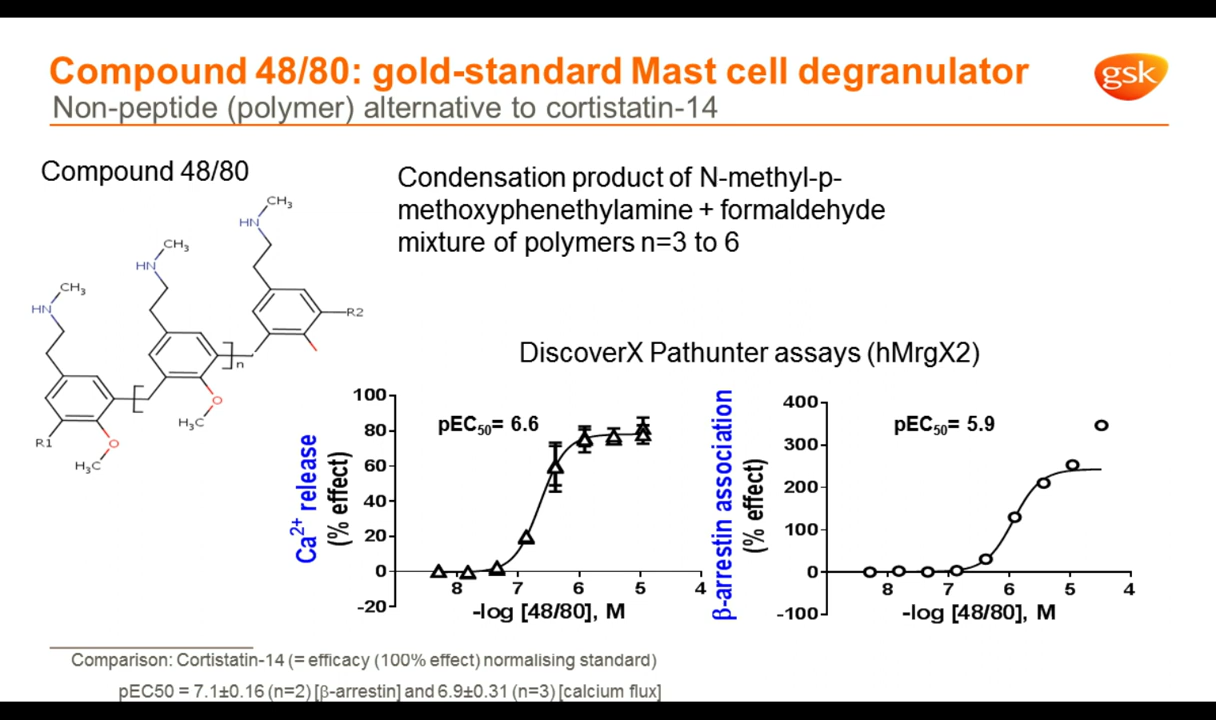 Compound 48/80: gold-standard Mast cell degranulator
gsk
Non-peptide (polymer) alternative to cortistatin-14
Compound 48/80
Condensation product of N-methyl-p-
methoxyphenethylamine + formaldehyde
mixture of polymers n=3 to 6
CH₃
HN
CH₃
HN
CH₃
HN
R2
n
O
H₃C
R1
O
H₃C
DiscoverX Pathunter assays (hMrgX2)
Ca²⁺ release
(% effect)
100
80
60
40
20
0
-20
pEC₅₀= 6.6
8 7 6 5 4
-log [48/80], M
β-arrestin association
(% effect)
400
300
200
100
0
-100
pEC₅₀= 5.9
8 7 6 5 4
-log [48/80], M
Comparison: Cortistatin-14 (= efficacy (100% effect) normalising standard)
pEC50 = 7.1±0.16 (n=2) [β-arrestin] and 6.9±0.31 (n=3) [calcium flux]